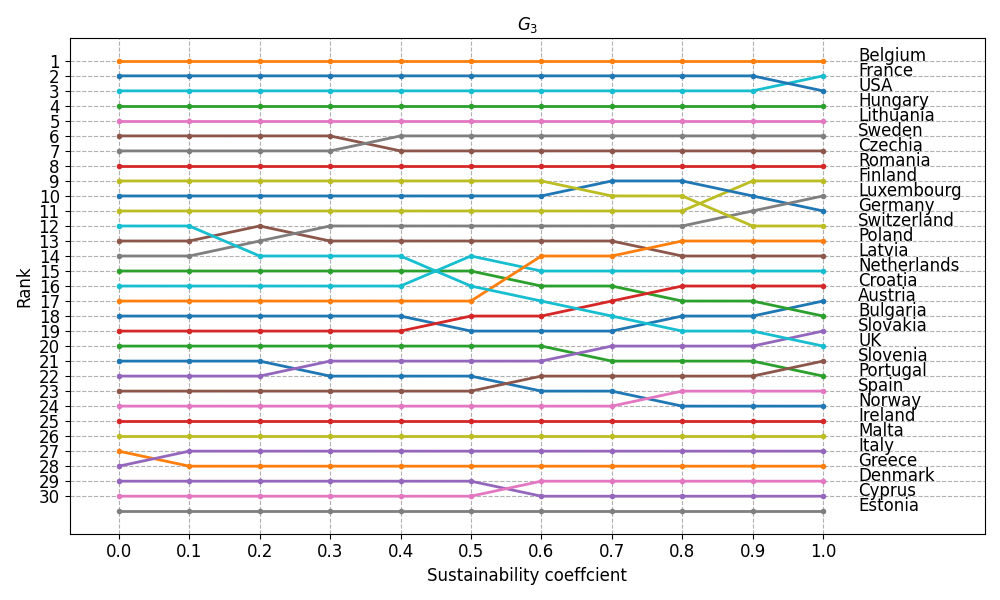 G3
Rank
1
2
3
4
5
6
7
8
9
10
11
12
13
14
15
16
17
18
19
20
21
22
23
24
25
26
27
28
29
30
Belgium
France
USA
Hungary
Lithuania
Sweden
Czechia
Romania
Finland
Luxembourg
Germany
Switzerland
Poland
Latvia
Netherlands
Croatia
Austria
Bulgaria
Slovakia
UK
Slovenia
Portugal
Spain
Norway
Ireland
Malta
Italy
Greece
Denmark
Cyprus
Estonia
0.0 0.1 0.2 0.3 0.4 0.5 0.6 0.7 0.8 0.9 1.0
Sustainability coeffcient